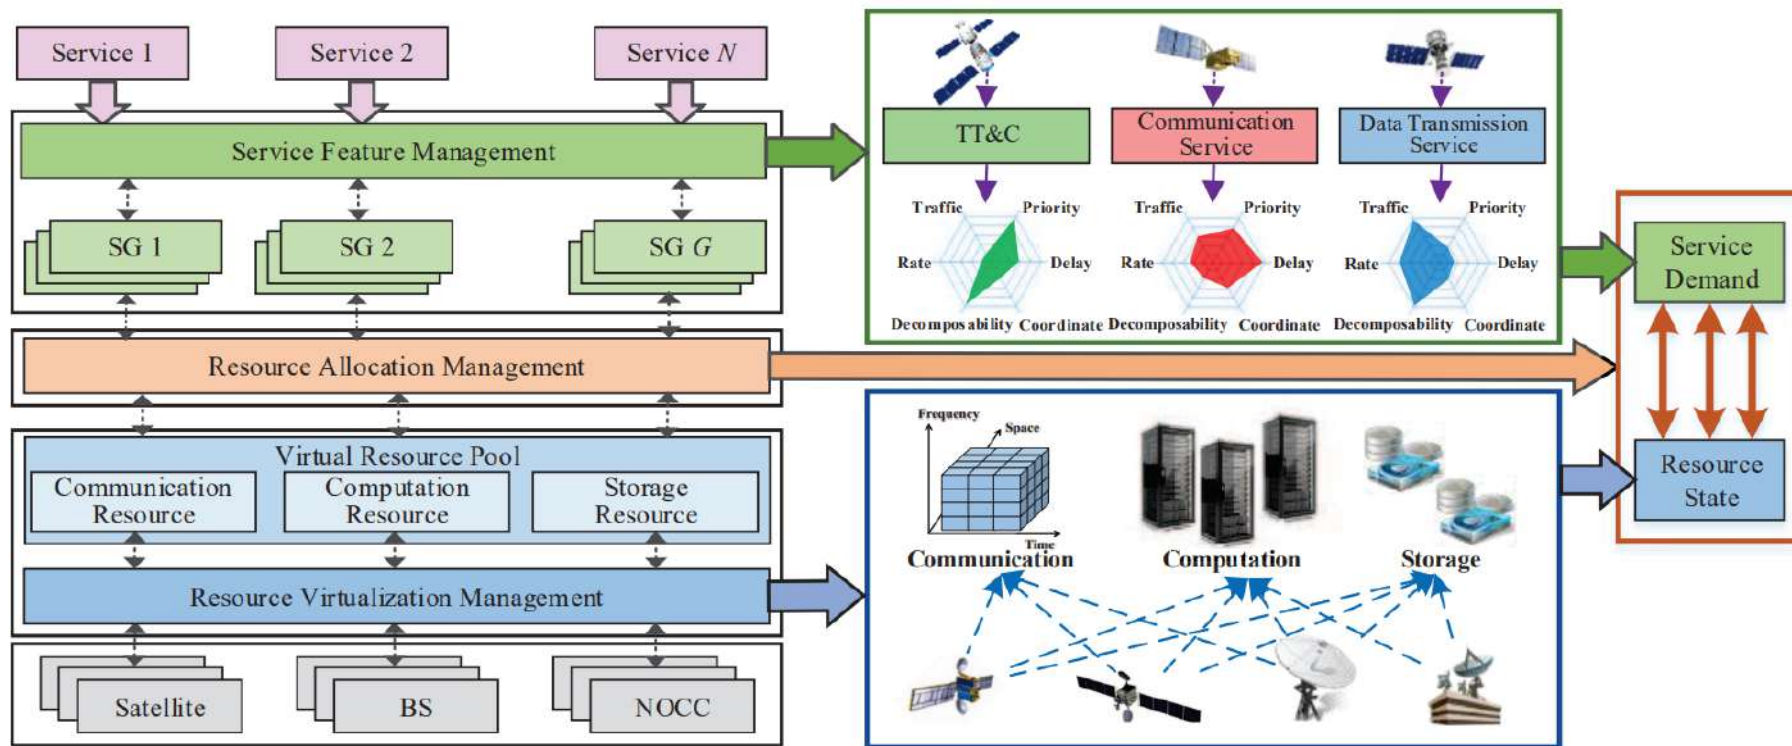 Service 1
Service 2
Service N
Service Feature Management
SG 1
SG 2
SG G
Resource Allocation Management
Virtual Resource Pool
Communication
Resource
Computation
Resource
Storage
Resource
Resource Virtualization Management
Satellite
BS
NOCC
TT&C
Communication
Service
Data Transmission
Service
Traffic
Priority
Rate
Delay
Decomposability
Coordinate
Traffic
Priority
Rate
Delay
Decomposability
Coordinate
Traffic
Priority
Rate
Delay
Decomposability
Coordinate
Frequency
Space
Time
Communication
Computation
Storage
Service
Demand
Resource
State